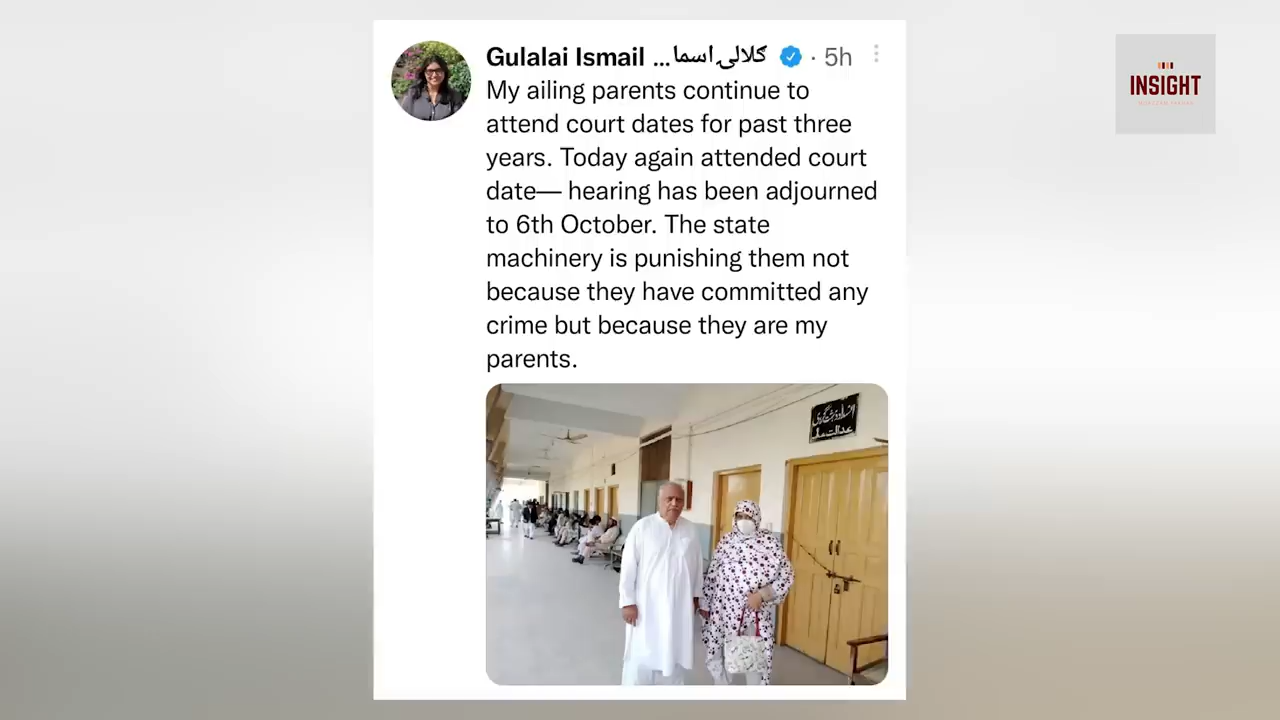 Gulalai Ismail ...ګلالۍ اسما · 5h
My ailing parents continue to
attend court dates for past three
years. Today again attended court
date— hearing has been adjourned
to 6th October. The state
machinery is punishing them not
because they have committed any
crime but because they are my
parents.
INSIGHT